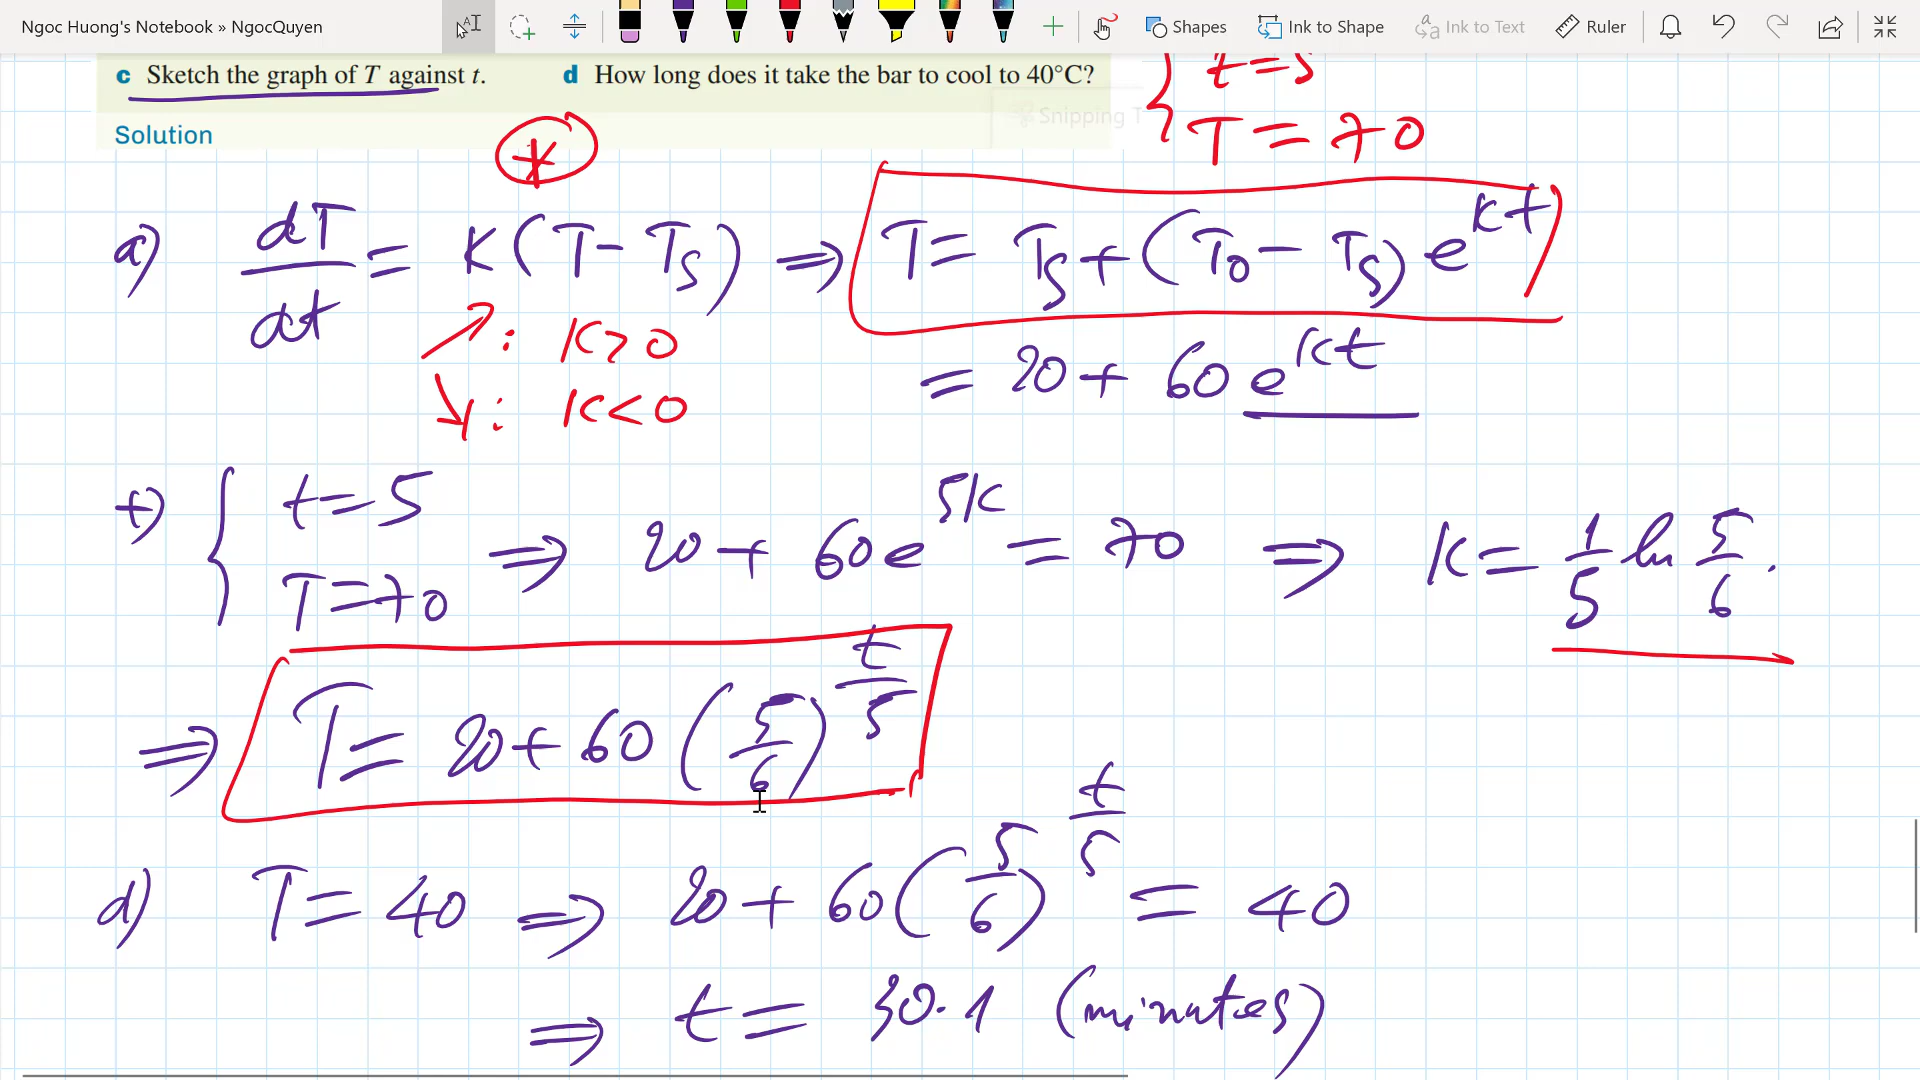 Ngoc Huong's Notebook » NgocQuyen
Shapes Ink to Shape Ink to Text Ruler
c Sketch the graph of T against t. d How long does it take the bar to cool to 40°C?
t = 5
Snipping T
Solution
*
T = 70
a) dT/dt = K(T - Ts) ⇒ T = Ts + (T0 - Ts) e^{kt}
↗ : K > 0
= 20 + 60 e^{kt}
↘ : K < 0
+) { t = 5
T = 70 ⇒ 20 + 60e^{5k} = 70 ⇒ K = 1/5 ln 5/6 .
⇒ T = 20 + 60 (5/6)^{t/5}
d) T = 40 ⇒ 20 + 60 (5/6)^{t/5} = 40
⇒ t = 30.1 (minutes)